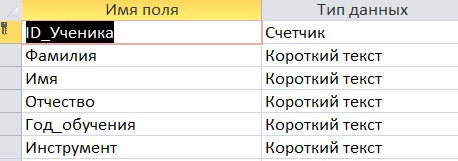 Имя поля Тип данных
ID_Ученика Счетчик
Фамилия Короткий текст
Имя Короткий текст
Отчество Короткий текст
Год_обучения Короткий текст
Инструмент Короткий текст